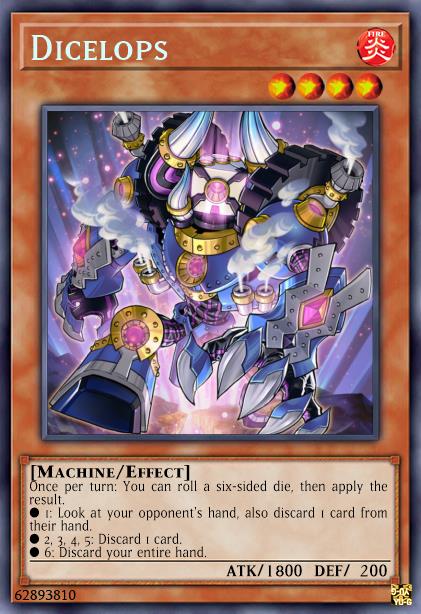 DICELOPS
FIRE
炎
[MACHINE/EFFECT]
Once per turn: You can roll a six-sided die, then apply the
result.
● 1: Look at your opponent's hand, also discard 1 card from
their hand.
● 2, 3, 4, 5: Discard 1 card.
● 6: Discard your entire hand.
ATK/1800 DEF/ 200
62893810